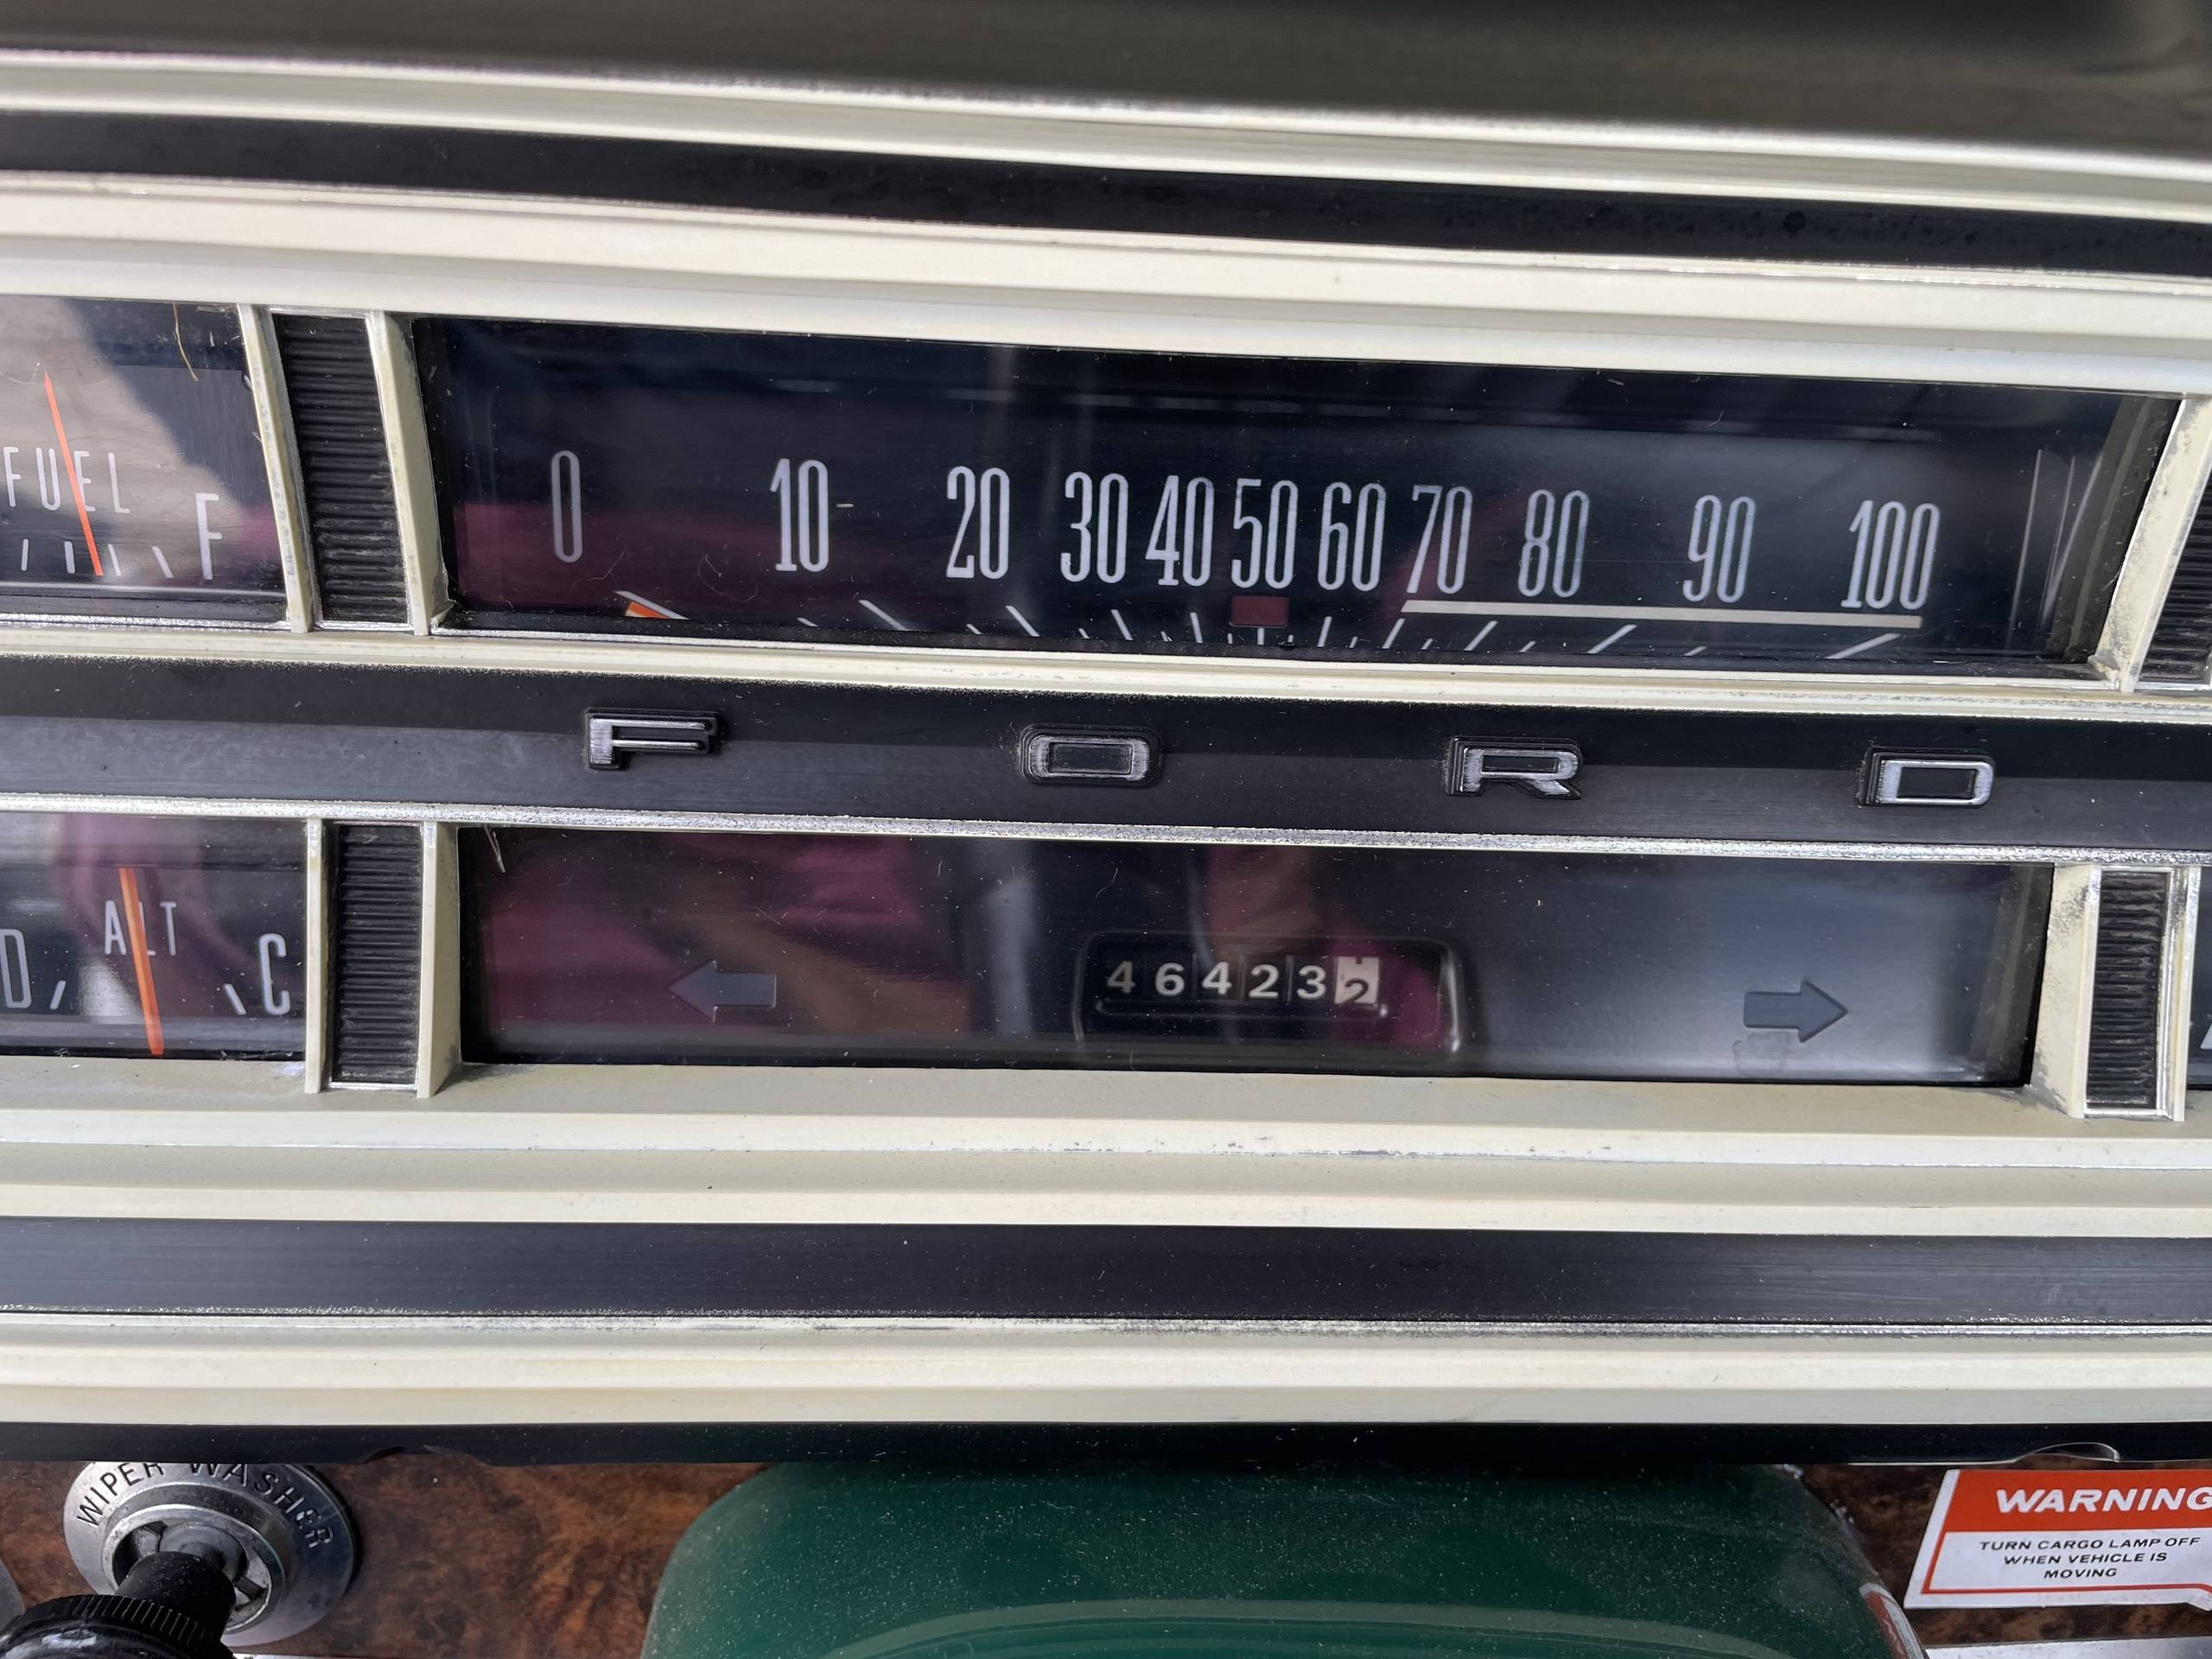 FUEL
F
0 10 20 30 40 50 60 70 80 90 100
FORD
D ALT C
46423
WIPER WASHER
WARNING
TURN CARGO LAMP OFF
WHEN VEHICLE IS
MOVING